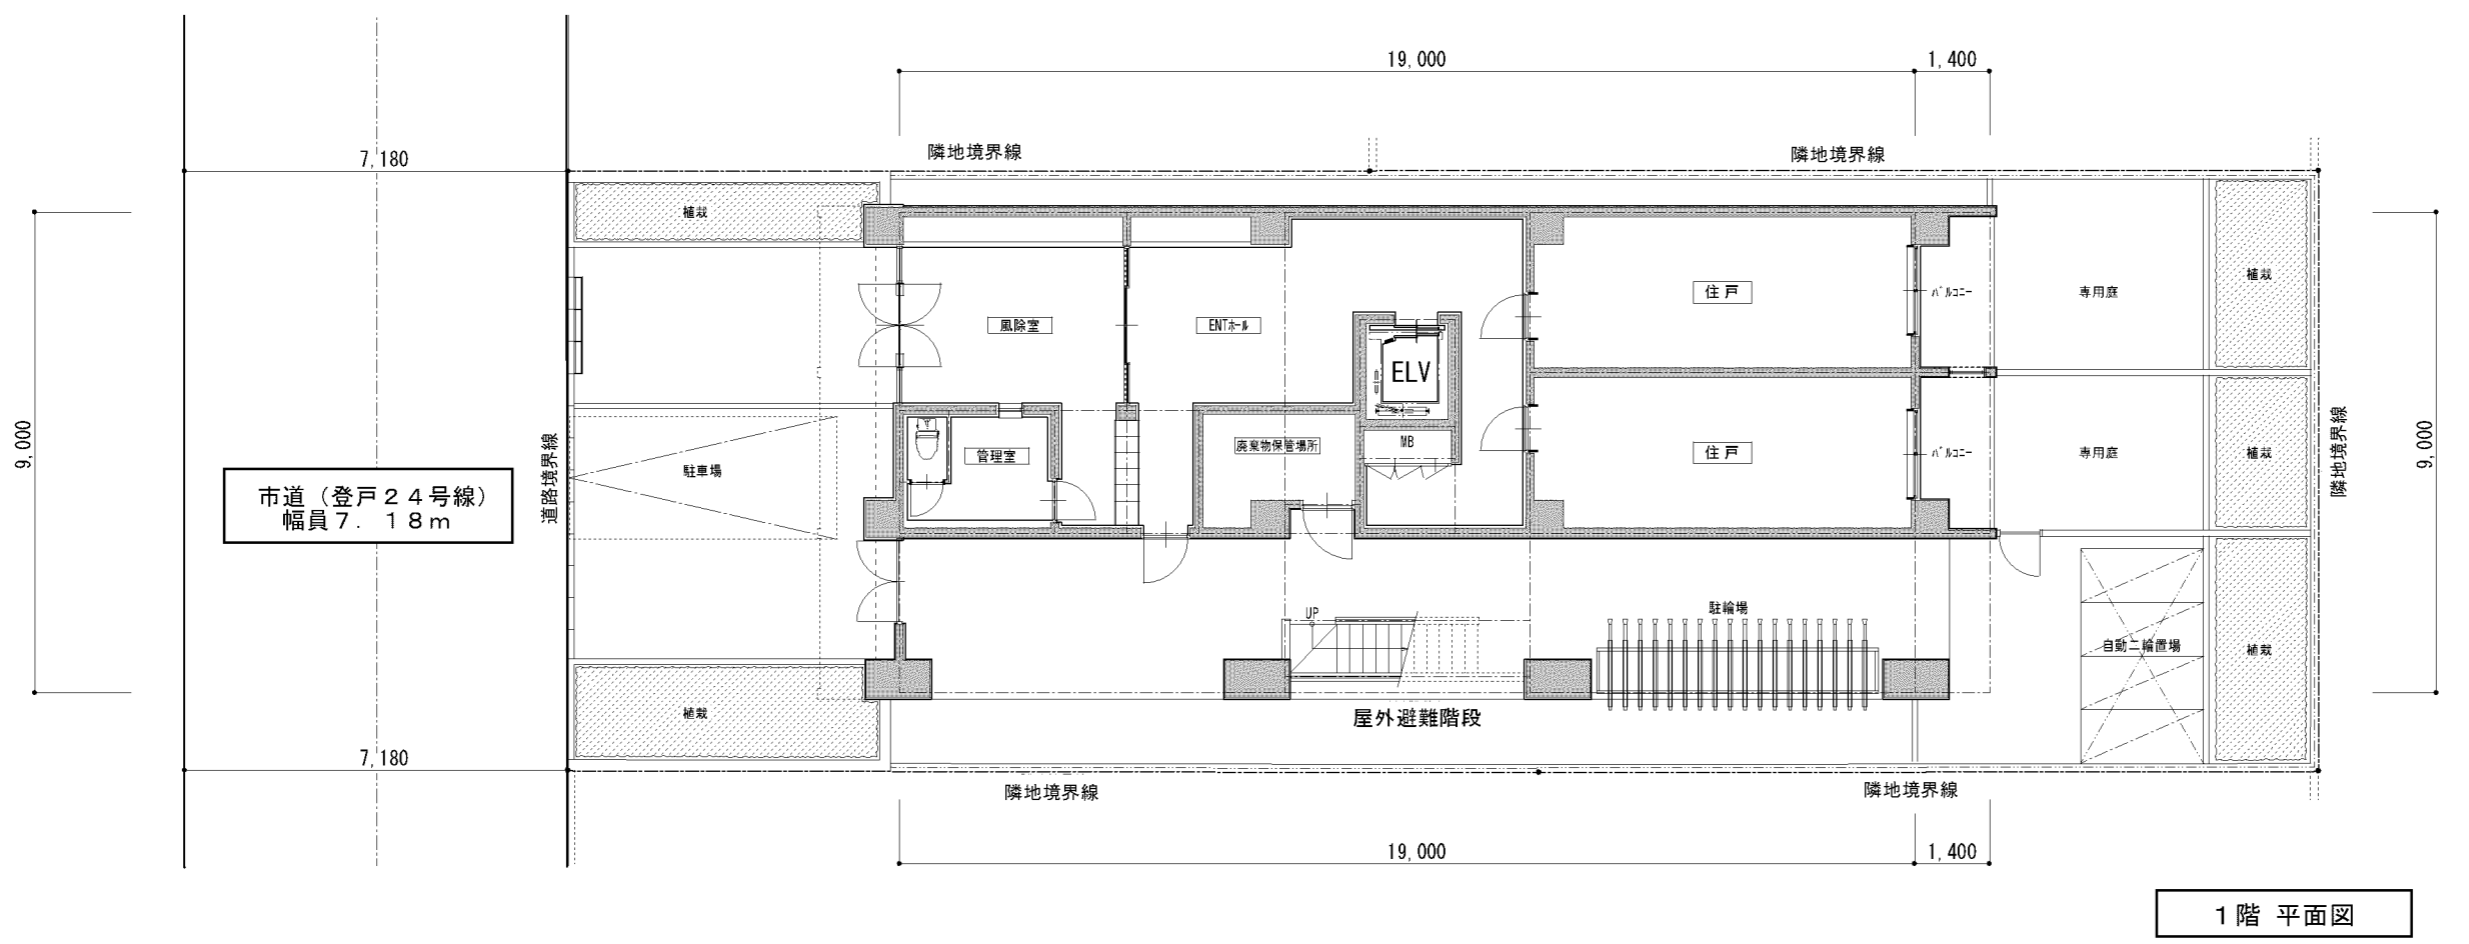 19,000
1,400
隣地境界線
隣地境界線
7,180
植栽
9,000
植栽
風除室
ENTホール
住戸
バルコニー
専用庭
ELV
駐車場
管理室
廃棄物保管場所
MB
住戸
バルコニー
専用庭
植栽
隣地境界線
9,000
道路境界線
市道（登戸２４号線）
幅員７．１８ｍ
UP
駐輪場
自動二輪置場
植栽
植栽
屋外避難階段
7,180
隣地境界線
隣地境界線
19,000
1,400
１階 平面図